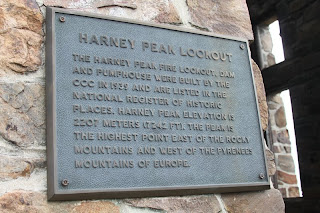 HARNEY PEAK LOOKOUT
THE HARNEY PEAK FIRE LOOKOUT, DAM
AND PUMPHOUSE WERE BUILT BY THE
CCC IN 1939 AND ARE LISTED IN THE
NATIONAL REGISTER OF HISTORIC
PLACES. HARNEY PEAK ELEVATION IS
2207 METERS (7242 FT). THE PEAK IS
THE HIGHEST POINT EAST OF THE ROCKY
MOUNTAINS AND WEST OF THE PYRENEES
MOUNTAINS OF EUROPE.